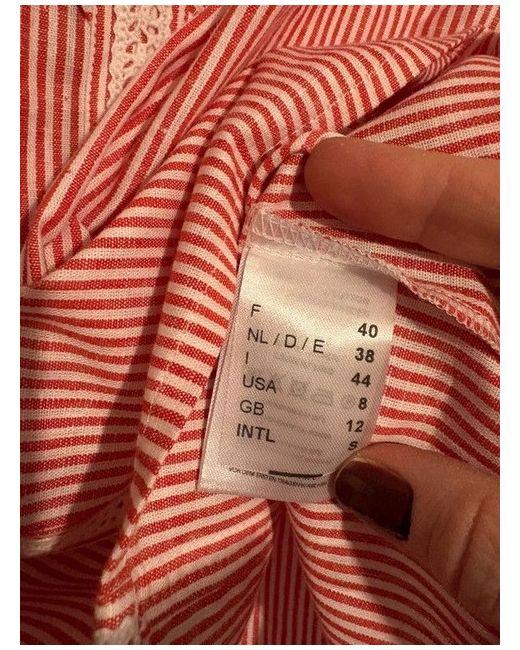 F 40
NL / D / E 38
I 44
USA 8
GB 12
INTL S